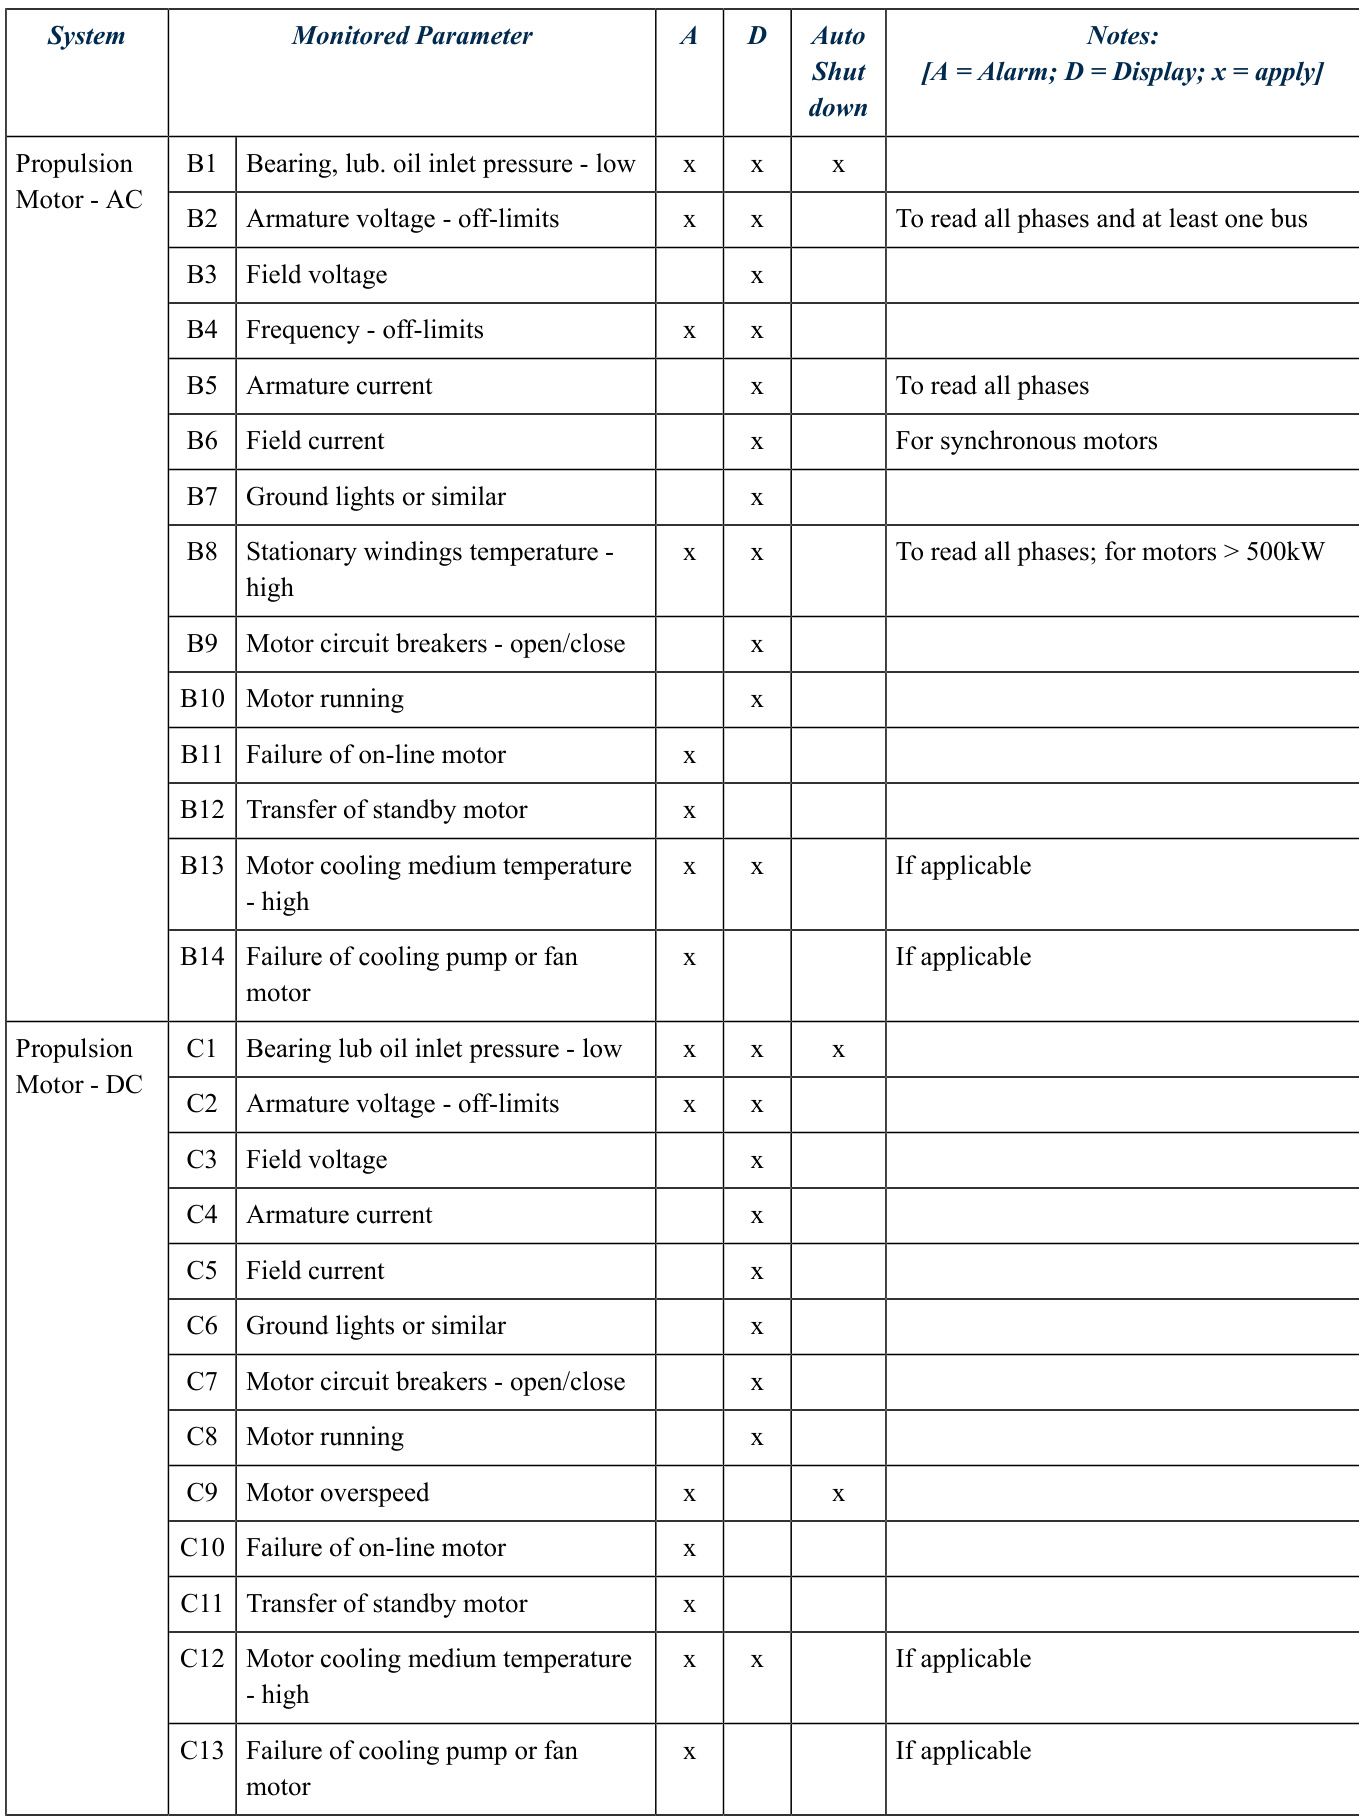 System Monitored Parameter A D Auto Shut down Notes: [A = Alarm; D = Display; x = apply]
Propulsion Motor - AC B1 Bearing, lub. oil inlet pressure - low x x x
B2 Armature voltage - off-limits x x To read all phases and at least one bus
B3 Field voltage x
B4 Frequency - off-limits x x
B5 Armature current x To read all phases
B6 Field current x For synchronous motors
B7 Ground lights or similar x
B8 Stationary windings temperature - high x x To read all phases; for motors > 500kW
B9 Motor circuit breakers - open/close x
B10 Motor running x
B11 Failure of on-line motor x
B12 Transfer of standby motor x
B13 Motor cooling medium temperature - high x x If applicable
B14 Failure of cooling pump or fan motor x If applicable
Propulsion Motor - DC C1 Bearing lub oil inlet pressure - low x x x
C2 Armature voltage - off-limits x x
C3 Field voltage x
C4 Armature current x
C5 Field current x
C6 Ground lights or similar x
C7 Motor circuit breakers - open/close x
C8 Motor running x
C9 Motor overspeed x x
C10 Failure of on-line motor x
C11 Transfer of standby motor x
C12 Motor cooling medium temperature - high x x If applicable
C13 Failure of cooling pump or fan motor x If applicable